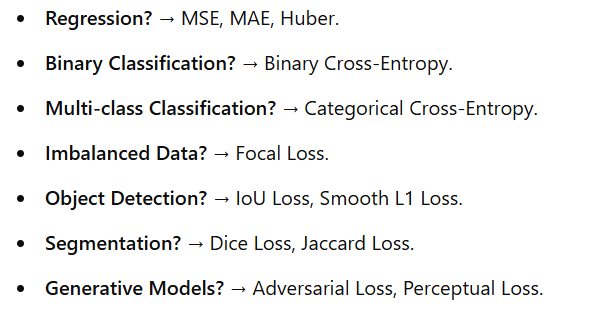 • Regression? → MSE, MAE, Huber.
• Binary Classification? → Binary Cross-Entropy.
• Multi-class Classification? → Categorical Cross-Entropy.
• Imbalanced Data? → Focal Loss.
• Object Detection? → IoU Loss, Smooth L1 Loss.
• Segmentation? → Dice Loss, Jaccard Loss.
• Generative Models? → Adversarial Loss, Perceptual Loss.